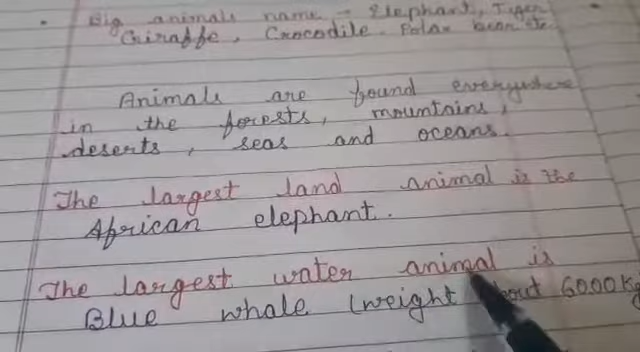 Big animals name - Elephant, Tiger
Giraffe, Crocodile. Polar bear etc
Animals are found everywhere
in the forests, mountains,
deserts, seas and oceans.
The largest land animal is the
African elephant.
The largest water animal is
Blue whale (weight 6000 Kg